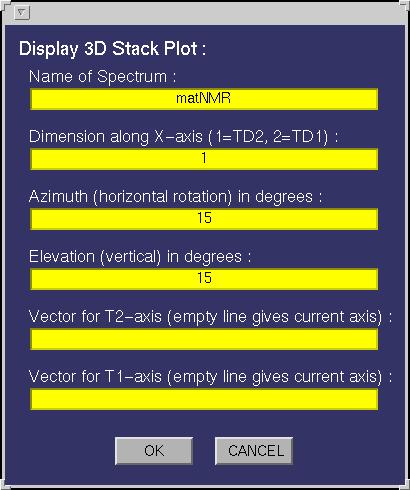 Display 3D Stack Plot :
Name of Spectrum :
matNMR
Dimension along X-axis (1=TD2, 2=TD1) :
1
Azimuth (horizontal rotation) in degrees :
15
Elevation (vertical) in degrees :
15
Vector for T2-axis (empty line gives current axis) :
Vector for T1-axis (empty line gives current axis) :
OK CANCEL